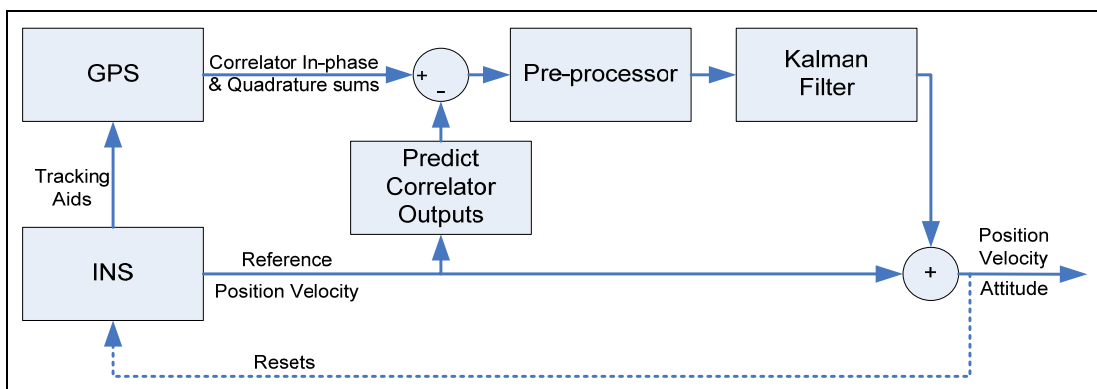 GPS
Correlator In-phase
& Quadrature sums
+
-
Pre-processor
Kalman
Filter
Tracking
Aids
Predict
Correlator
Outputs
INS
Reference
Position Velocity
+
Position
Velocity
Attitude
Resets